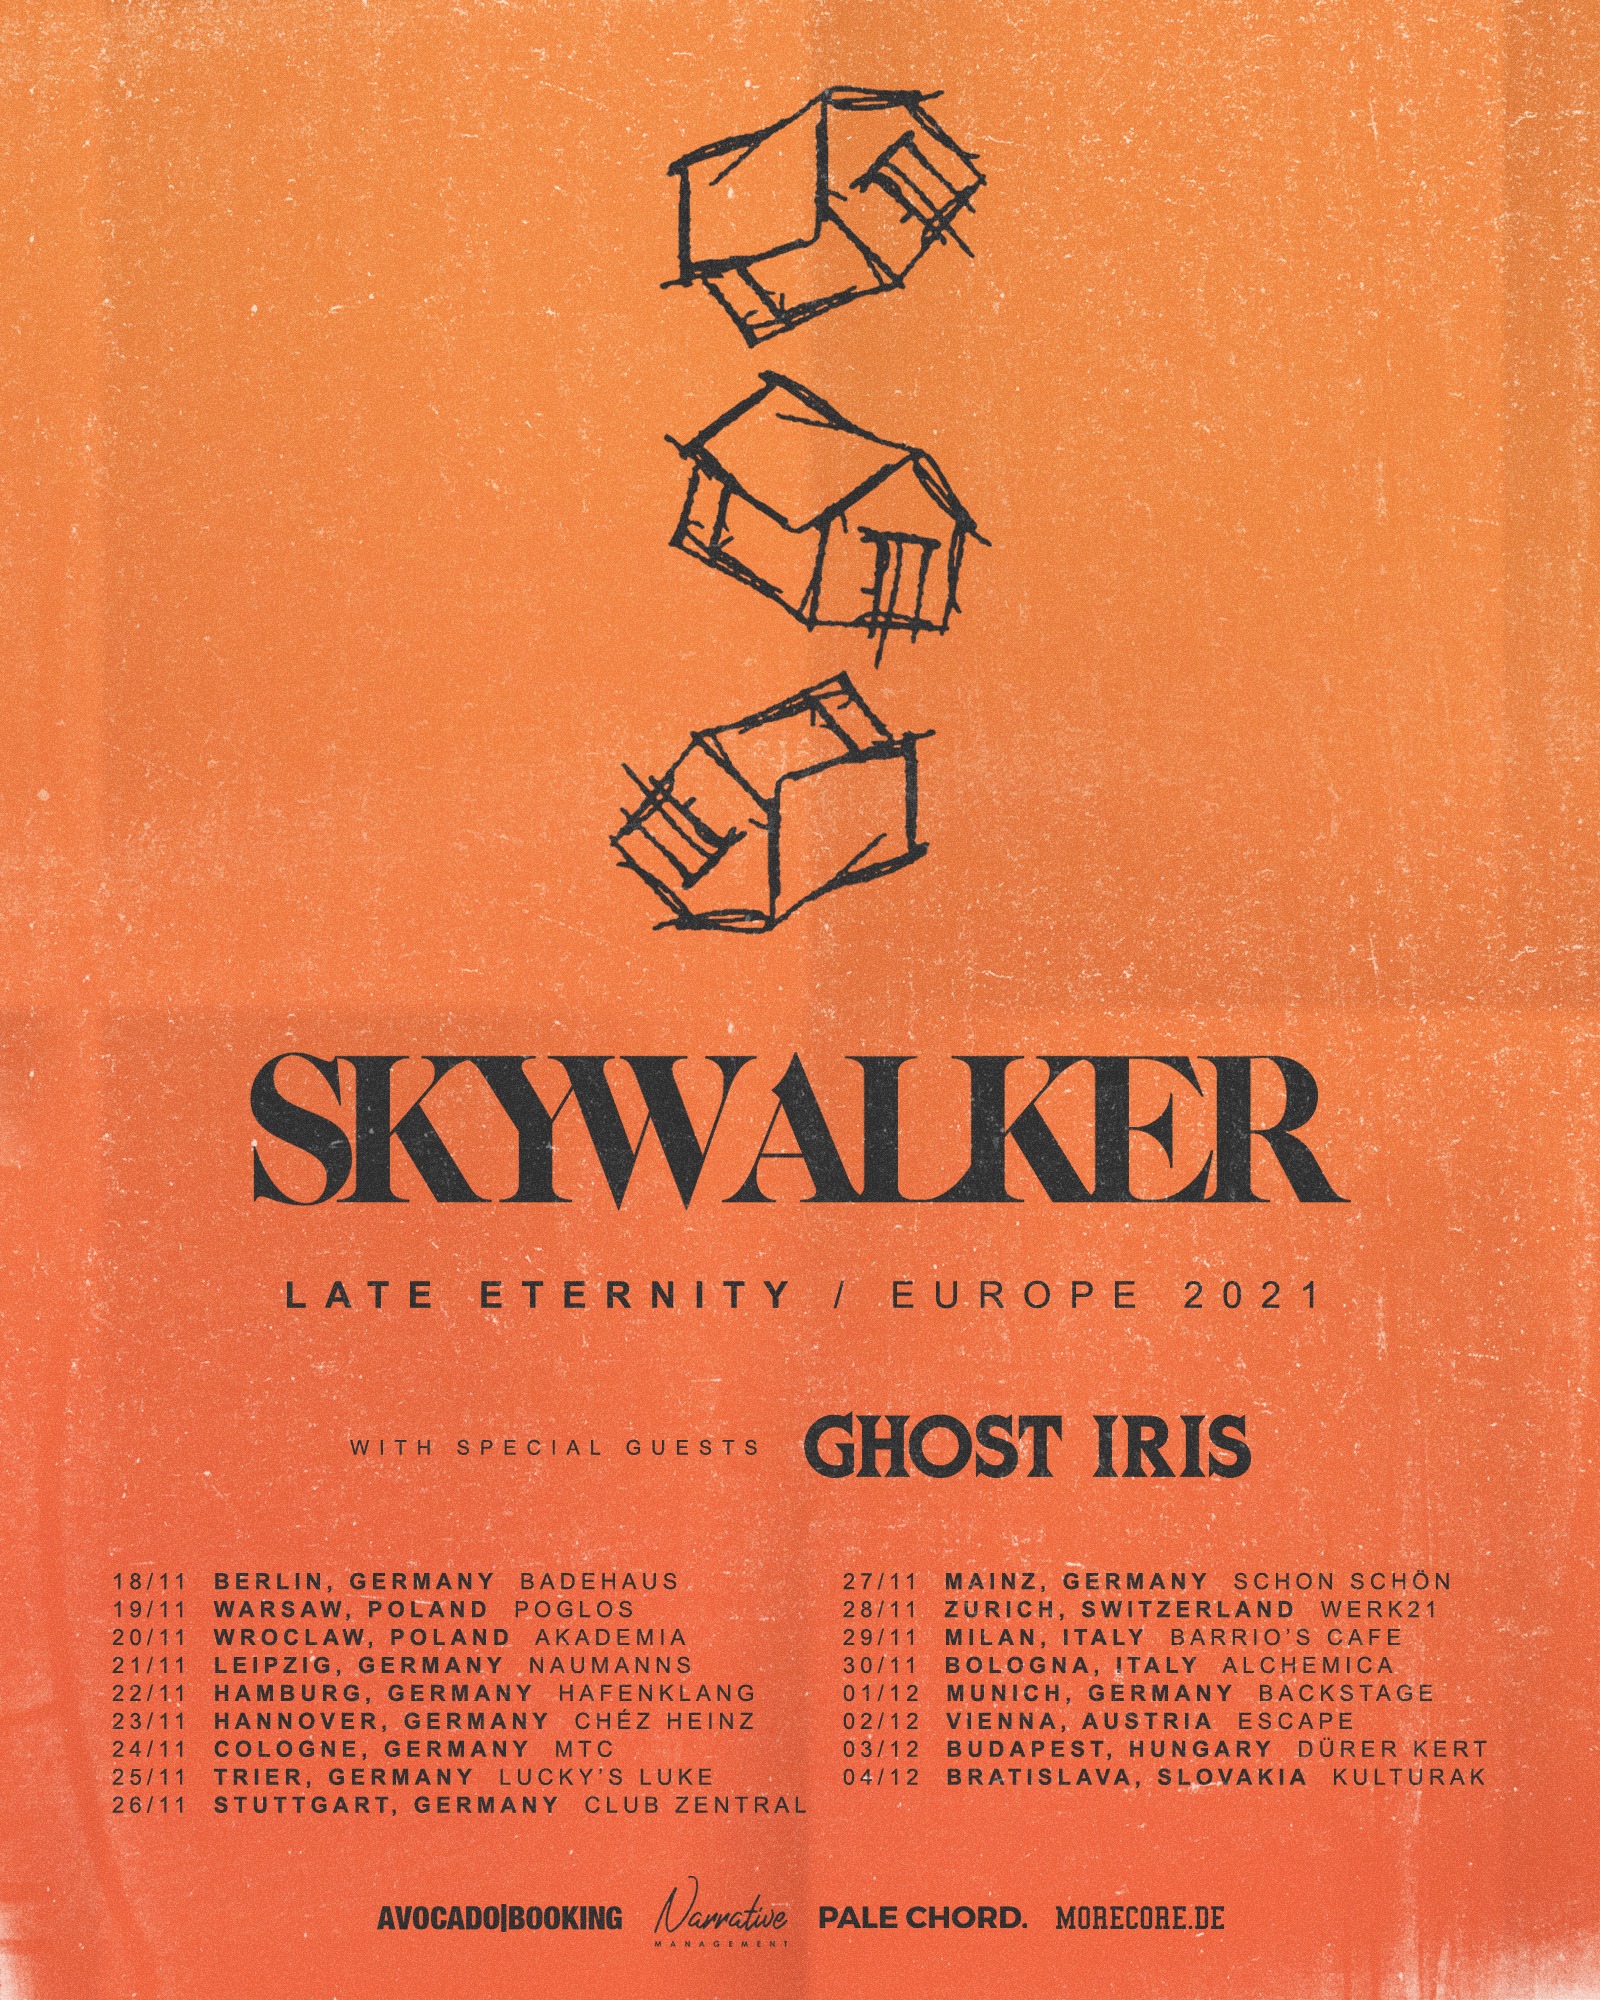 SKYWALKER
LATE ETERNITY / EUROPE 2021
WITH SPECIAL GUESTS GHOST IRIS
18/11 BERLIN, GERMANY BADEHAUS
19/11 WARSAW, POLAND POGLOS
20/11 WROCLAW, POLAND AKADEMIA
21/11 LEIPZIG, GERMANY NAUMANNS
22/11 HAMBURG, GERMANY HAFENKLANG
23/11 HANNOVER, GERMANY CHÉZ HEINZ
24/11 COLOGNE, GERMANY MTC
25/11 TRIER, GERMANY LUCKY'S LUKE
26/11 STUTTGART, GERMANY CLUB ZENTRAL
27/11 MAINZ, GERMANY SCHON SCHÖN
28/11 ZURICH, SWITZERLAND WERK21
29/11 MILAN, ITALY BARRIO'S CAFE
30/11 BOLOGNA, ITALY ALCHEMICA
01/12 MUNICH, GERMANY BACKSTAGE
02/12 VIENNA, AUSTRIA ESCAPE
03/12 BUDAPEST, HUNGARY DÜRER KERT
04/12 BRATISLAVA, SLOVAKIA KULTURAK
AVOCADO|BOOKING Narrative MANAGEMENT PALE CHORD. MORECORE.DE